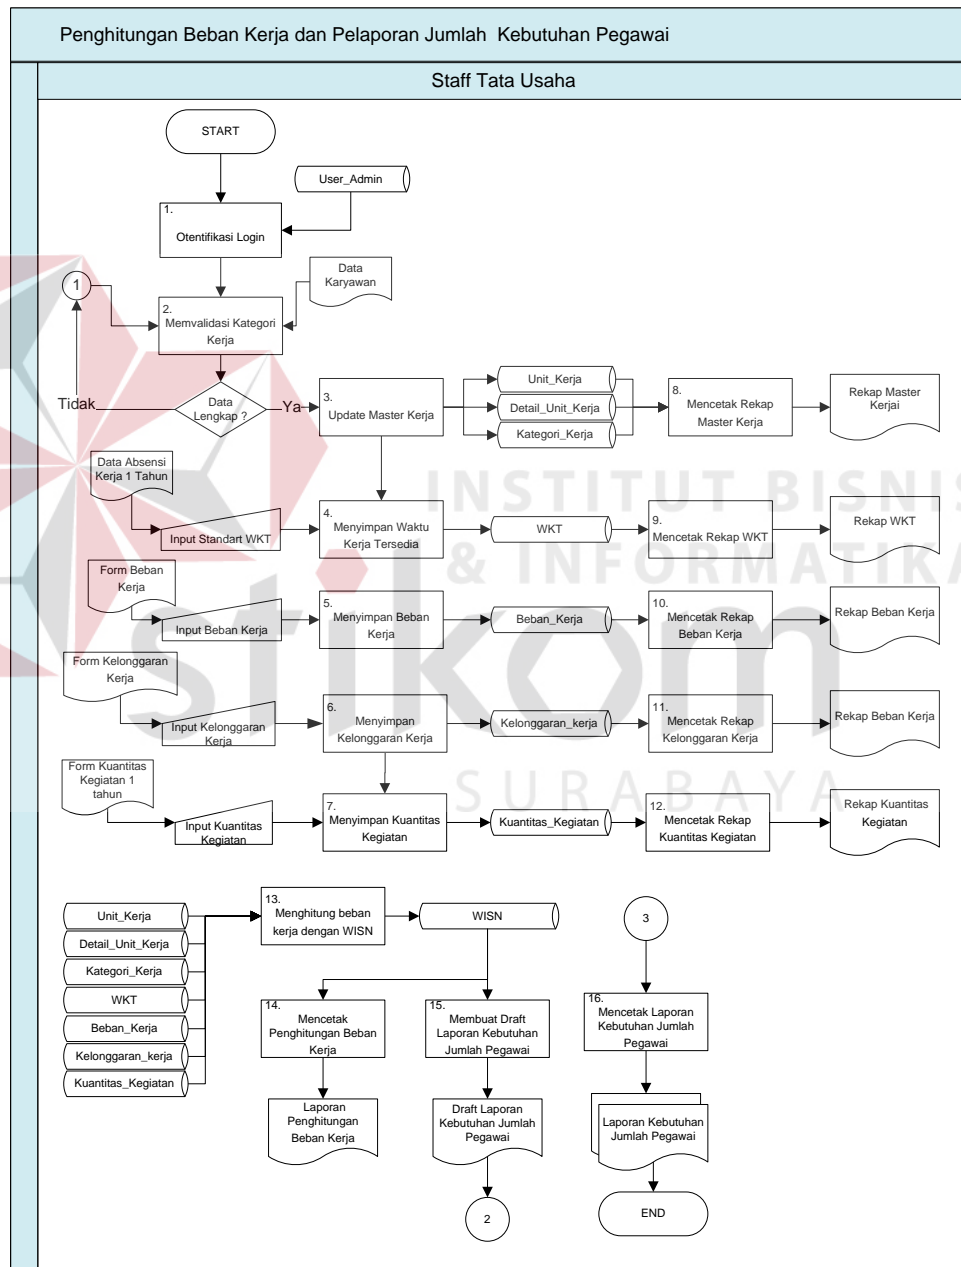 Penghitungan Beban Kerja dan Pelaporan Jumlah Kebutuhan Pegawai
Staff Tata Usaha
START
User_Admin
1.
Otentifikasi Login
1
Data
Karyawan
2.
Memvalidasi Kategori
Kerja
Tidak
Data
Lengkap ?
Ya
3.
Update Master Kerja
Unit_Kerja
Detail_Unit_Kerja
Kategori_Kerja
8.
Mencetak Rekap
Master Kerja
Rekap Master
Kerjai
Data Absensi
Kerja 1 Tahun
Input Standart WKT
4.
Menyimpan Waktu
Kerja Tersedia
WKT
9.
Mencetak Rekap WKT
Rekap WKT
INSTITUT BISNIS
& INFORMATIKA
stikom
SURABAYA
Form Beban
Kerja
Input Beban Kerja
5.
Menyimpan Beban
Kerja
Beban_Kerja
10.
Mencetak Rekap
Beban Kerja
Rekap Beban Kerja
Form Kelonggaran
Kerja
Input Kelonggaran
Kerja
6.
Menyimpan
Kelonggaran Kerja
Kelonggaran_kerja
11.
Mencetak Rekap
Kelonggaran Kerja
Rekap Beban Kerja
Form Kuantitas
Kegiatan 1
tahun
Input Kuantitas
Kegiatan
7.
Menyimpan Kuantitas
Kegiatan
Kuantitas_Kegiatan
12.
Mencetak Rekap
Kuantitas Kegiatan
Rekap Kuantitas
Kegiatan
Unit_Kerja
Detail_Unit_Kerja
Kategori_Kerja
WKT
Beban_Kerja
Kelonggaran_kerja
Kuantitas_Kegiatan
13.
Menghitung beban
kerja dengan WISN
WISN
3
14.
Mencetak
Penghitungan Beban
Kerja
15.
Membuat Draft
Laporan Kebutuhan
Jumlah Pegawai
16.
Mencetak Laporan
Kebutuhan Jumlah
Pegawai
Laporan
Penghitungan
Beban Kerja
Draft Laporan
Kebutuhan Jumlah
Pegawai
Laporan Kebutuhan
Jumlah Pegawai
2
END